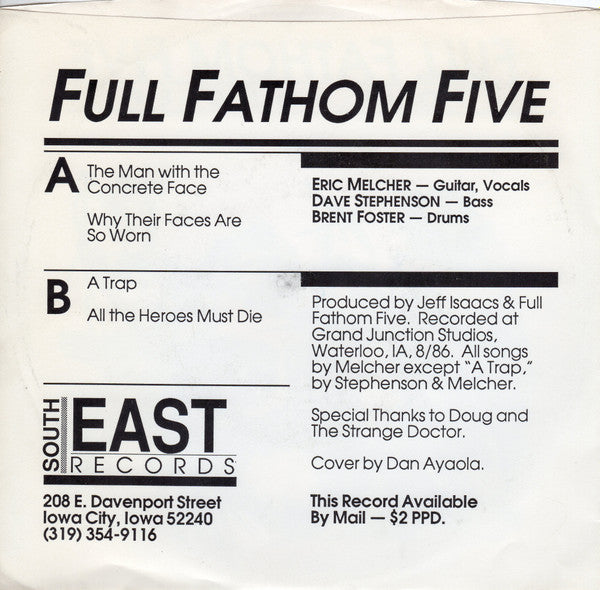 FULL FATHOM FIVE
A
The Man with the
Concrete Face
Why Their Faces Are
So Worn
B
A Trap
All the Heroes Must Die
SOUTH
EAST
RECORDS
208 E. Davenport Street
Iowa City, Iowa 52240
(319) 354-9116
ERIC MELCHER — Guitar, Vocals
DAVE STEPHENSON — Bass
BRENT FOSTER — Drums
Produced by Jeff Isaacs & Full
Fathom Five. Recorded at
Grand Junction Studios,
Waterloo, IA, 8/86. All songs
by Melcher except "A Trap,"
by Stephenson & Melcher.
Special Thanks to Doug and
The Strange Doctor.
Cover by Dan Ayaola.
This Record Available
By Mail — $2 PPD.